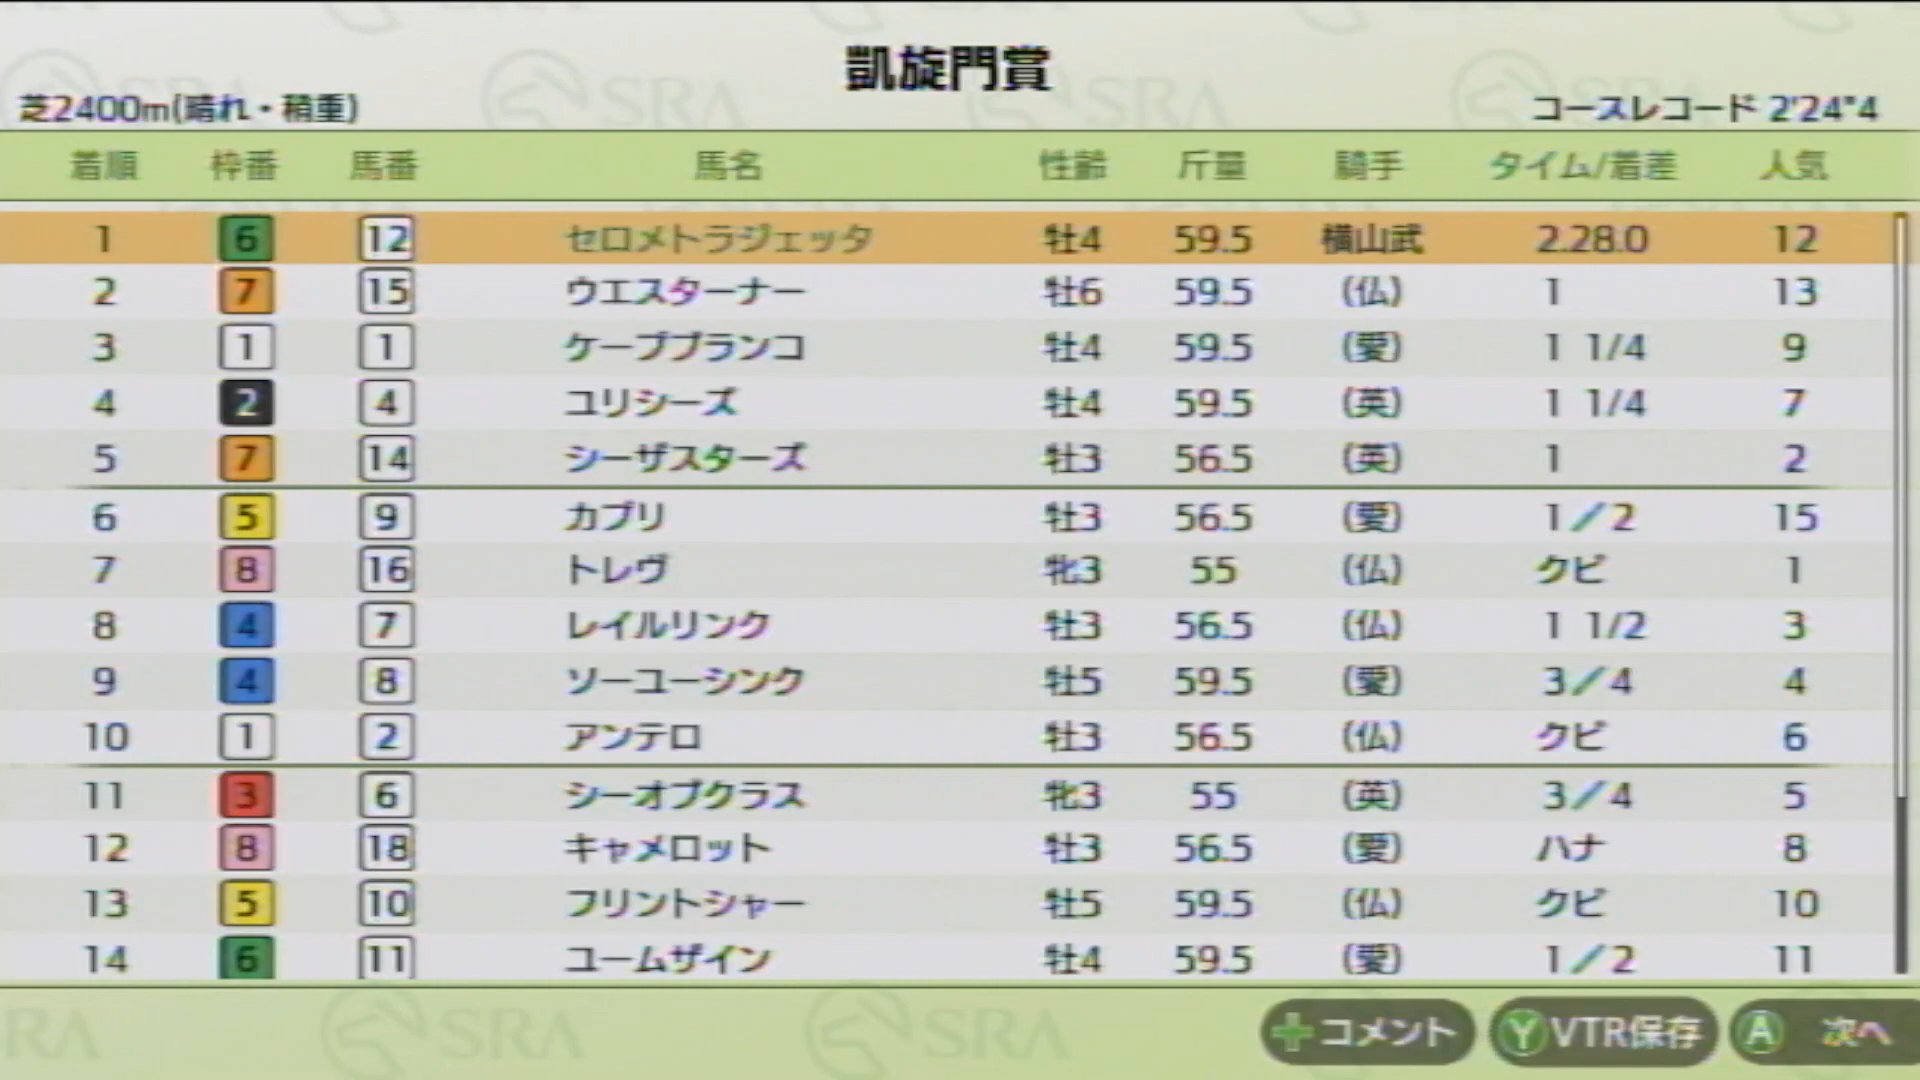 凱旋門賞
芝2400m(晴れ・稍重)
コースレコード 2'24"4
着順 枠番 馬番 馬名 性齢 斤量 騎手 タイム/着差 人気
1 6 12 セロメトラジェッタ 牡4 59.5 横山武 2.28.0 12
2 7 15 ウエスターナー 牡6 59.5 (仏) 1 13
3 1 1 ケープブランコ 牡4 59.5 (愛) 1 1/4 9
4 2 4 ユリシーズ 牡4 59.5 (英) 1 1/4 7
5 7 14 シーザスターズ 牡3 56.5 (英) 1 2
6 5 9 カプリ 牡3 56.5 (愛) 1/2 15
7 8 16 トレヴ 牝3 55 (仏) クビ 1
8 4 7 レイルリンク 牡3 56.5 (仏) 1 1/2 3
9 4 8 ソーユーシンク 牡5 59.5 (愛) 3/4 4
10 1 2 アンテロ 牡3 56.5 (仏) クビ 6
11 3 6 シーオブクラス 牝3 55 (英) 3/4 5
12 8 18 キャメロット 牡3 56.5 (愛) ハナ 8
13 5 10 フリントシャー 牡5 59.5 (仏) クビ 10
14 6 11 ユームザイン 牡4 59.5 (愛) 1/2 11
SRA SRA SRA
コメント Y VTR保存 A 次へ